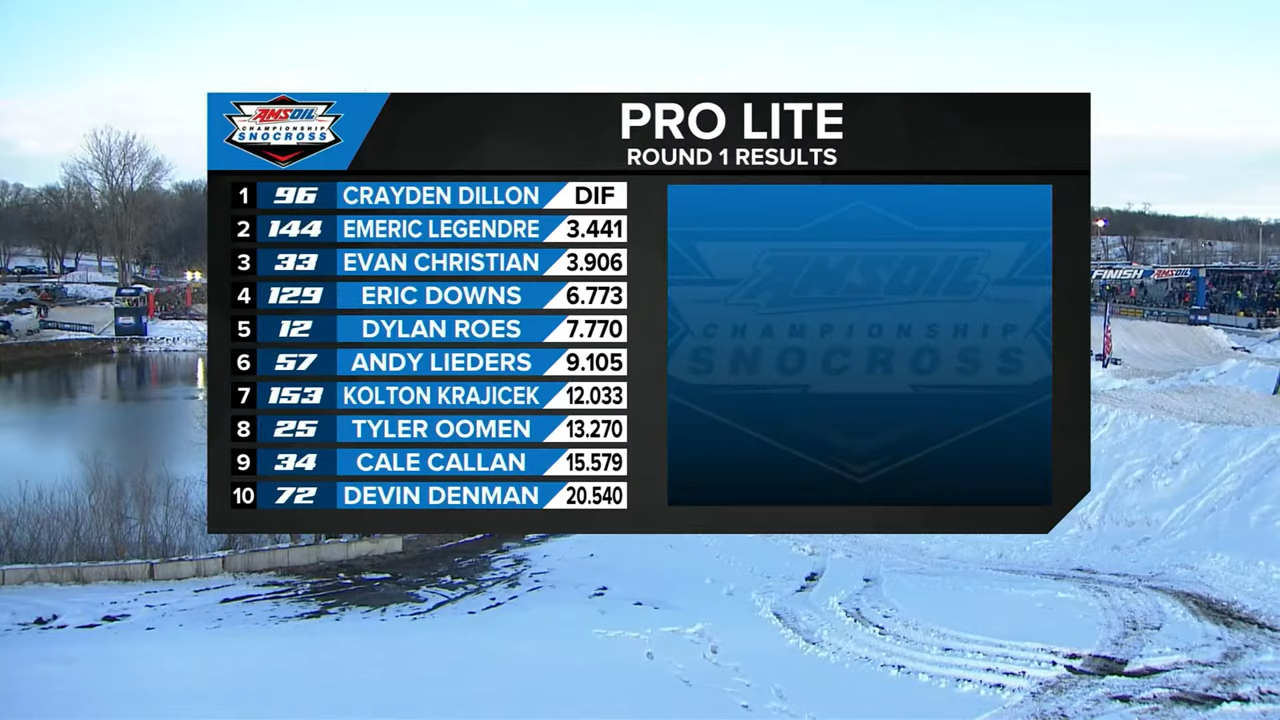 AMSOIL
CHAMPIONSHIP
SNOCROSS
PRO LITE
ROUND 1 RESULTS
1 96 CRAYDEN DILLON DIF
2 144 EMERIC LEGENDRE 3.441
3 33 EVAN CHRISTIAN 3.906
4 129 ERIC DOWNS 6.773
5 12 DYLAN ROES 7.770
6 57 ANDY LIEDERS 9.105
7 153 KOLTON KRAJICEK 12.033
8 25 TYLER OOMEN 13.270
9 34 CALE CALLAN 15.579
10 72 DEVIN DENMAN 20.540
AMSOIL
CHAMPIONSHIP
SNOCROSS
FINISH AMSOIL